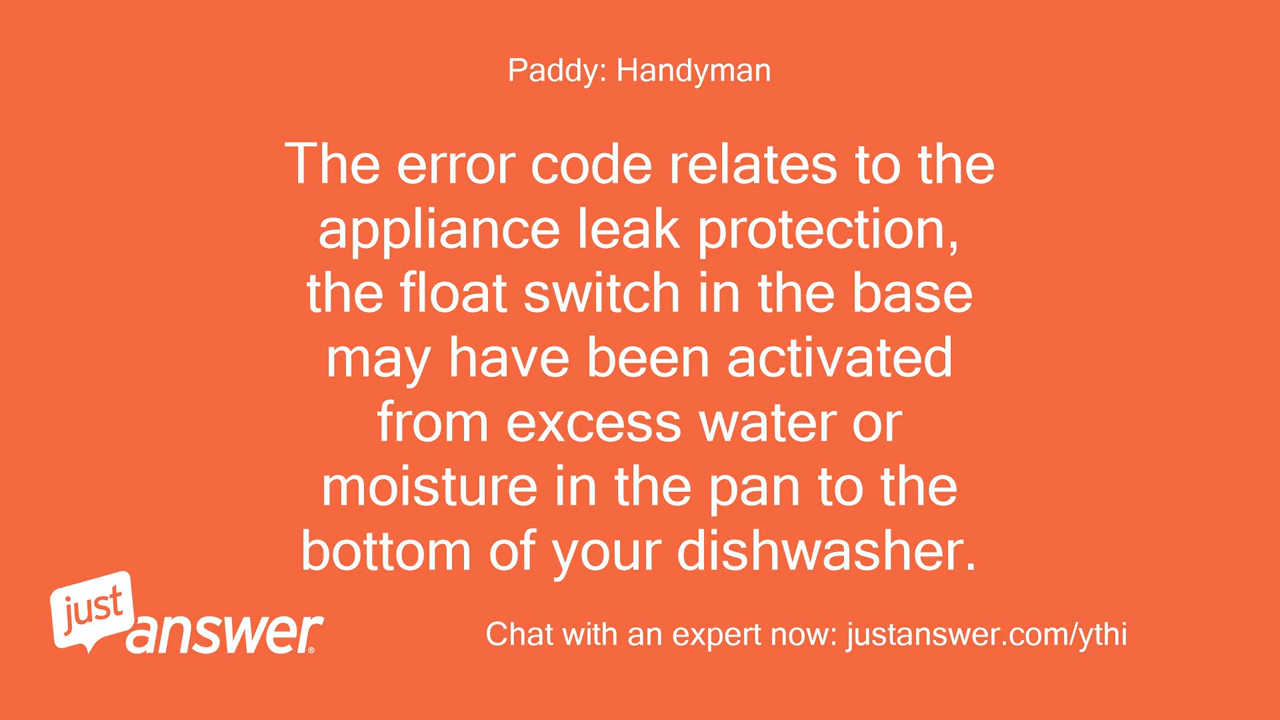 Paddy: Handyman
The error code relates to the
appliance leak protection,
the float switch in the base
may have been activated
from excess water or
moisture in the pan to the
bottom of your dishwasher.
just
answer®
Chat with an expert now: justanswer.com/ythi